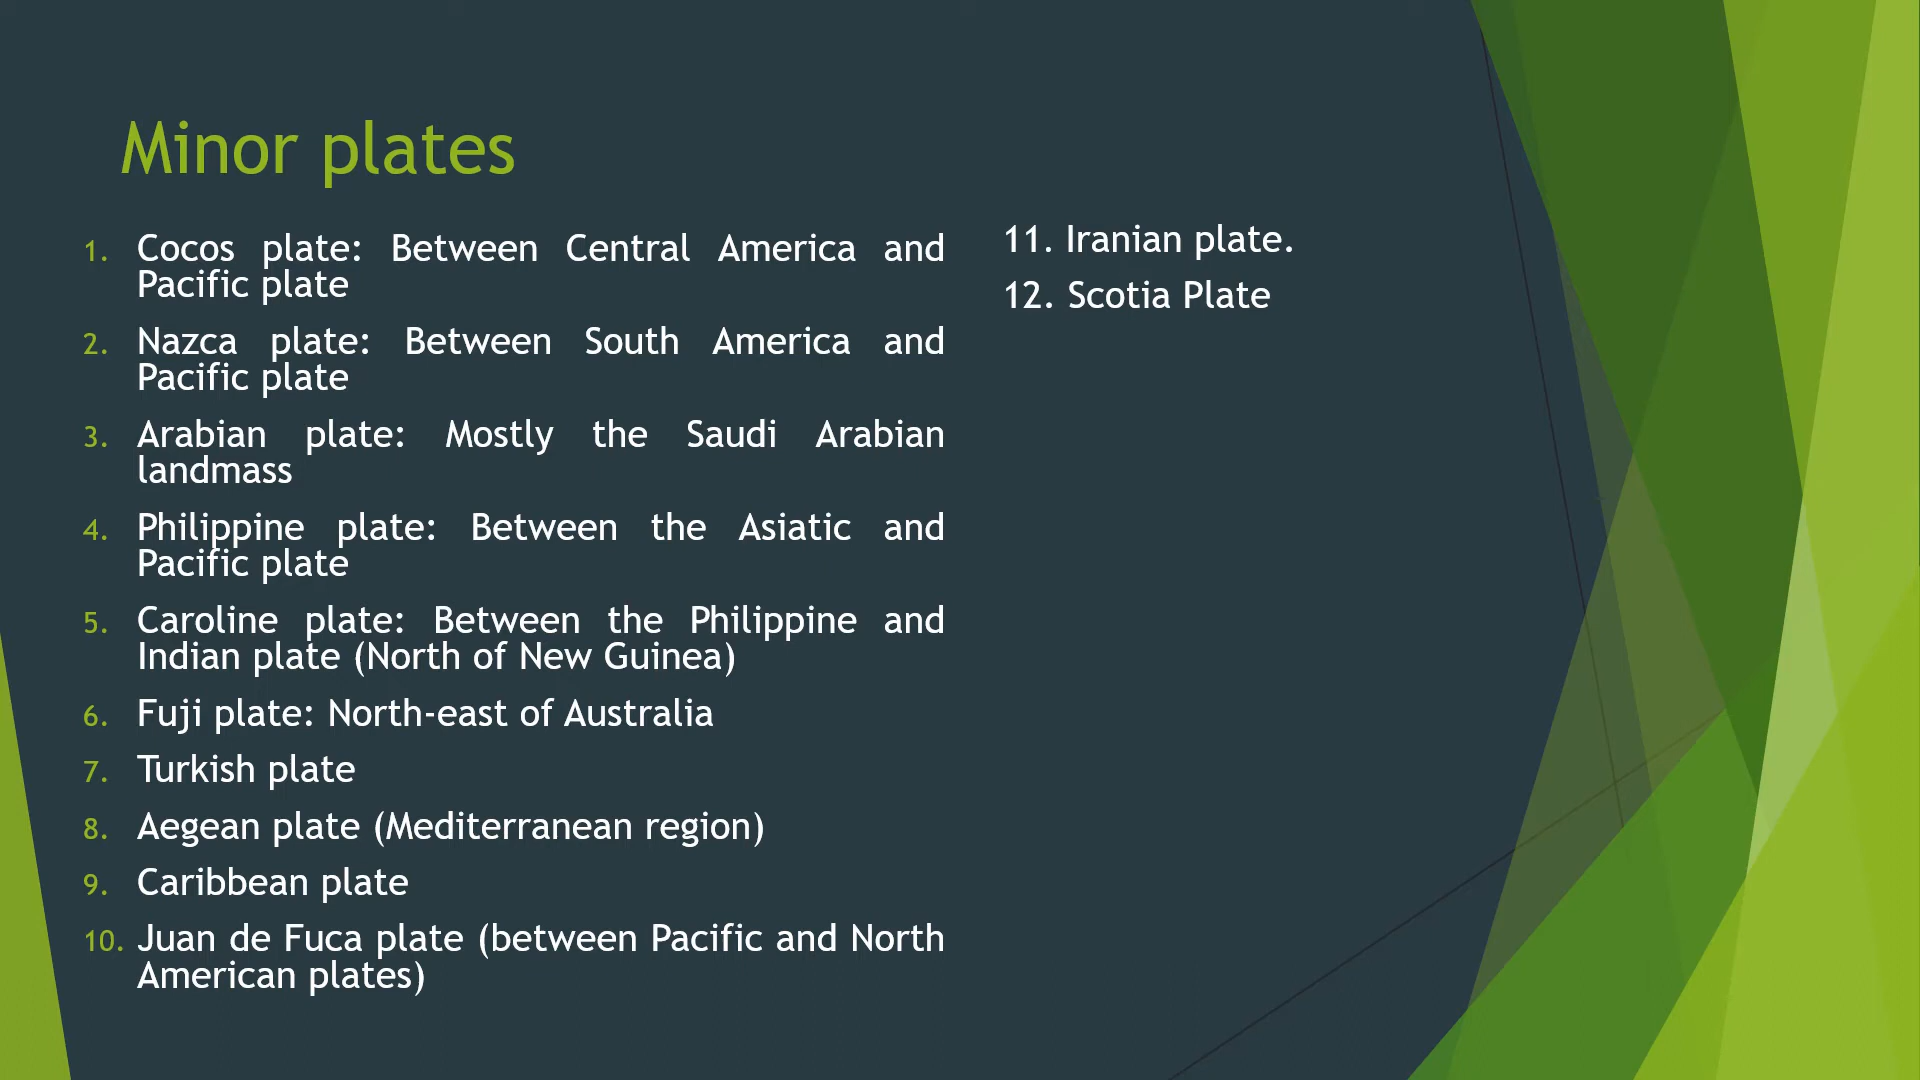 Minor plates
1. Cocos plate: Between Central America and
Pacific plate
2. Nazca plate: Between South America and
Pacific plate
3. Arabian plate: Mostly the Saudi Arabian
landmass
4. Philippine plate: Between the Asiatic and
Pacific plate
5. Caroline plate: Between the Philippine and
Indian plate (North of New Guinea)
6. Fuji plate: North-east of Australia
7. Turkish plate
8. Aegean plate (Mediterranean region)
9. Caribbean plate
10. Juan de Fuca plate (between Pacific and North
American plates)
11. Iranian plate.
12. Scotia Plate